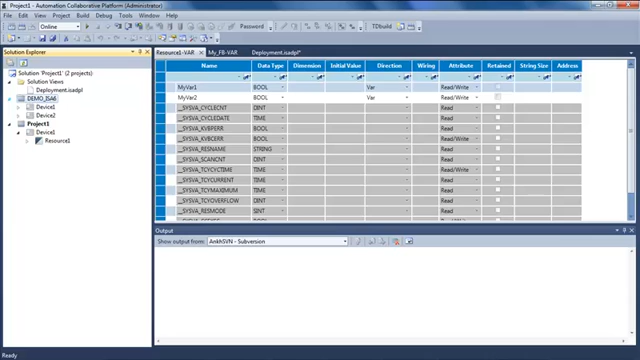 Project1 - Automation Collaborative Platform (Administrator)
File Edit View Project Build Debug Tools Window Help
Online Password TDbuild
Solution Explorer
Solution 'Project1' (2 projects)
Solution Views
Deployment.isadpl
DEMO_ISA6
Device1
Device2
Project1
Device1
Resource1
Resource1-VAR My_FB-VAR Deployment.isadpl*
Name Data Type Dimension Initial Value Direction Wiring Attribute Retained String Size Address
MyVar1 BOOL Var Read/Write
MyVar2 BOOL Var Read/Write
__SYSVA_CYCLECNT DINT Read
__SYSVA_CYCLEDATE TIME Read
__SYSVA_KVBPERR BOOL Read/Write
__SYSVA_KVBCERR BOOL Read/Write
__SYSVA_RESNAME STRING Read
__SYSVA_SCANCNT DINT Read
__SYSVA_TCYCYCTIME TIME Read/Write
__SYSVA_TCYCURRENT TIME Read
__SYSVA_TCYMAXIMUM TIME Read
__SYSVA_TCYOVERFLOW DINT Read
__SYSVA_RESMODE SINT Read
Output
Show output from: AnkhSVN - Subversion
Ready